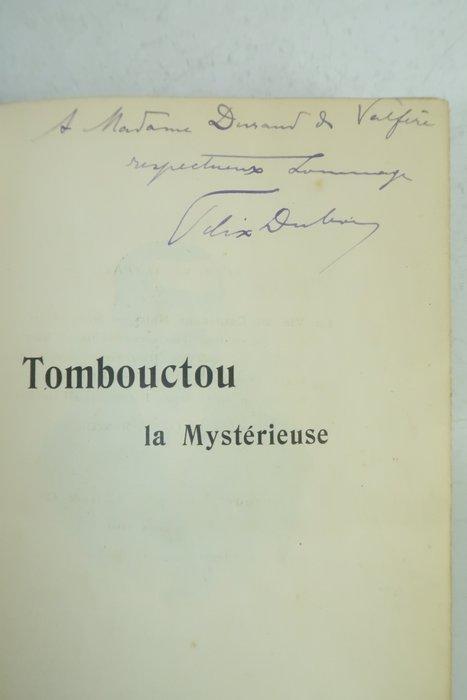 A Madame Durand de Valfère
respectueux hommage
Félix Dubois
Tombouctou
la Mystérieuse